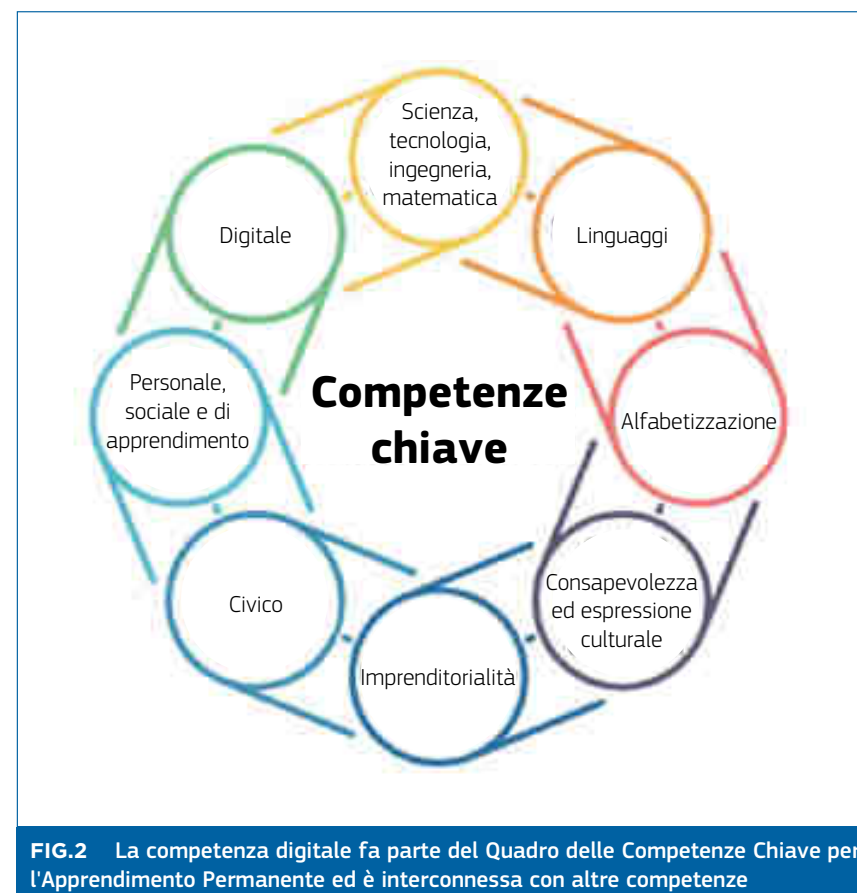 Scienza,
tecnologia,
ingegneria,
matematica
Digitale
Linguaggi
Personale,
sociale e di
apprendimento
Competenze
chiave
Alfabetizzazione
Civico
Consapevolezza
ed espressione
culturale
Imprenditorialità
FIG.2 La competenza digitale fa parte del Quadro delle Competenze Chiave per
l'Apprendimento Permanente ed è interconnessa con altre competenze